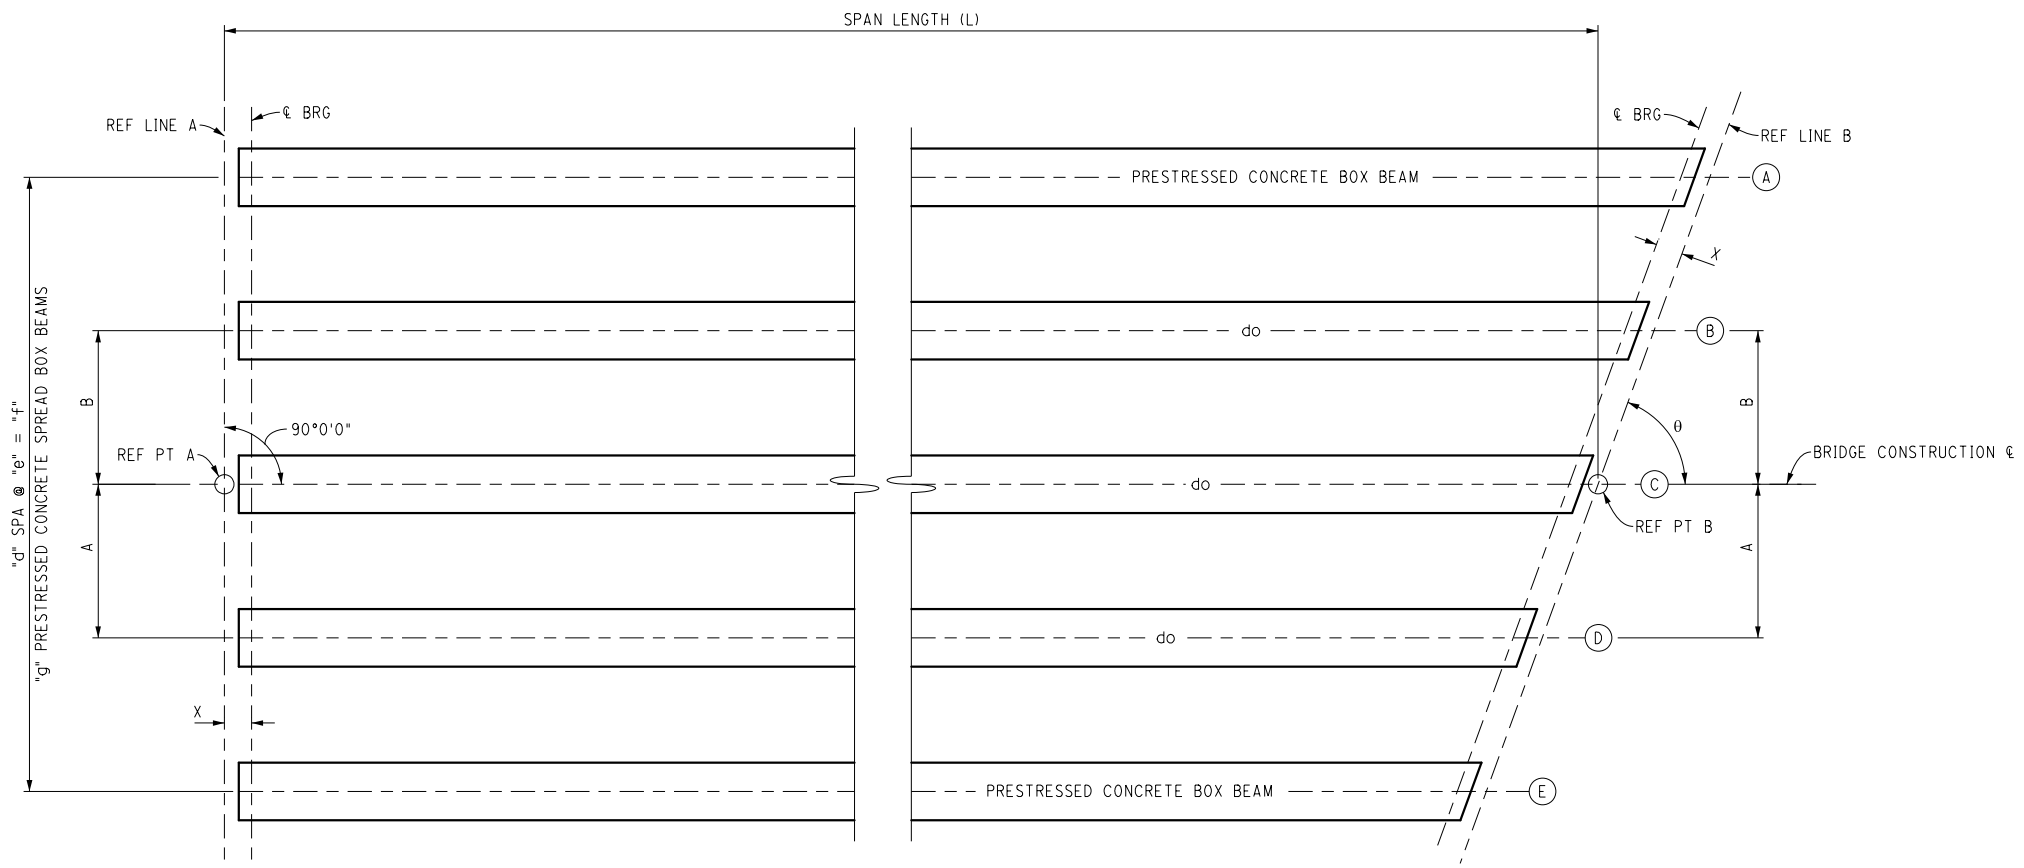 SPAN LENGTH (L)
℄ BRG
REF LINE A
℄ BRG
REF LINE B
PRESTRESSED CONCRETE BOX BEAM
A
X
do
B
B
B
"d" SPA @ "e" = "f"
"g" PRESTRESSED CONCRETE SPREAD BOX BEAMS
90°0'0"
θ
REF PT A
BRIDGE CONSTRUCTION ℄
do
C
REF PT B
A
A
do
D
X
PRESTRESSED CONCRETE BOX BEAM
E